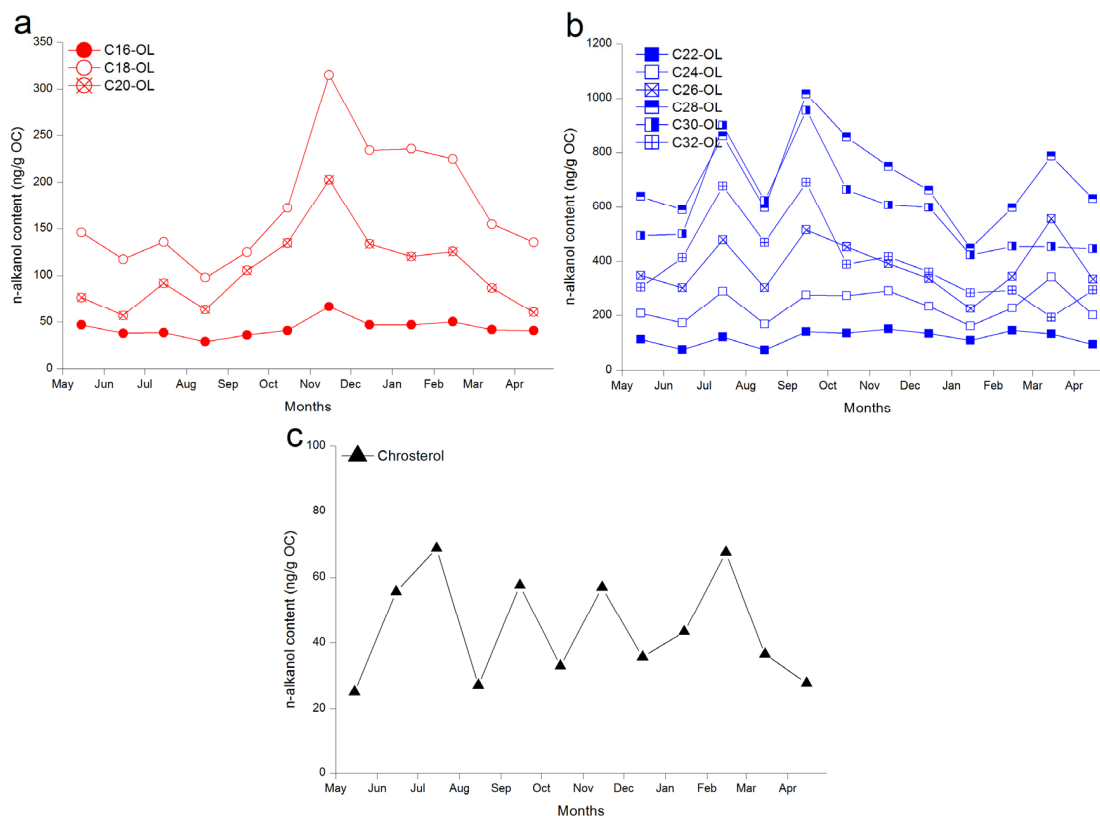 a
350
300
250
200
150
100
50
0
n-alkanol content (ng/g OC)
C16-OL
C18-OL
C20-OL
May Jun Jul Aug Sep Oct Nov Dec Jan Feb Mar Apr
Months
b
1200
1000
800
600
400
200
0
n-alkanol content (ng/g OC)
C22-OL
C24-OL
C26-OL
C28-OL
C30-OL
C32-OL
May Jun Jul Aug Sep Oct Nov Dec Jan Feb Mar Apr
Months
c
100
80
60
40
20
0
n-alkanol content (ng/g OC)
Chrosterol
May Jun Jul Aug Sep Oct Nov Dec Jan Feb Mar Apr
Months